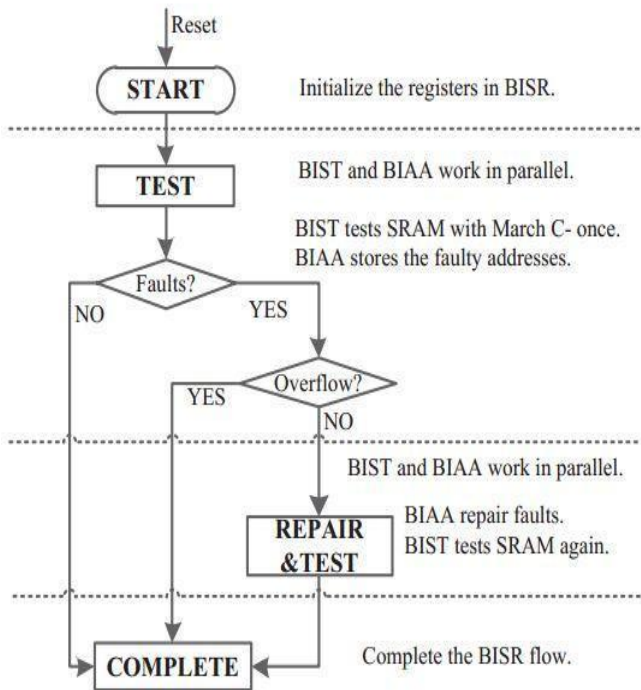 Reset
START
Initialize the registers in BISR.
TEST
BIST and BIAA work in parallel.
BIST tests SRAM with March C- once.
BIAA stores the faulty addresses.
Faults?
NO
YES
Overflow?
YES
NO
BIST and BIAA work in parallel.
REPAIR
&TEST
BIAA repair faults.
BIST tests SRAM again.
COMPLETE
Complete the BISR flow.